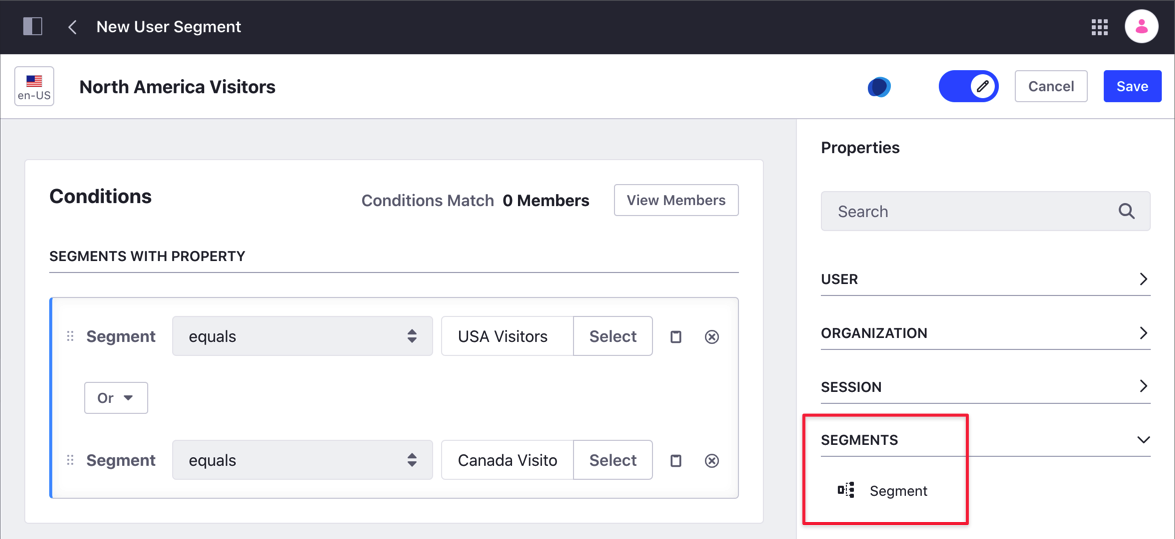 New User Segment
en-US
North America Visitors
Cancel
Save
Conditions
Conditions Match 0 Members
View Members
SEGMENTS WITH PROPERTY
Segment
equals
USA Visitors
Select
Or
Segment
equals
Canada Visito
Select
Properties
Search
USER
ORGANIZATION
SESSION
SEGMENTS
Segment